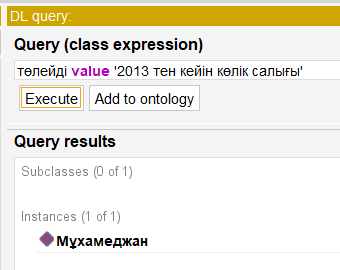 DL query:
Query (class expression)
төлейді value '2013 тен кейін көлік салығы'
Execute Add to ontology
Query results
Subclasses (0 of 1)
Instances (1 of 1)
Мұхамеджан